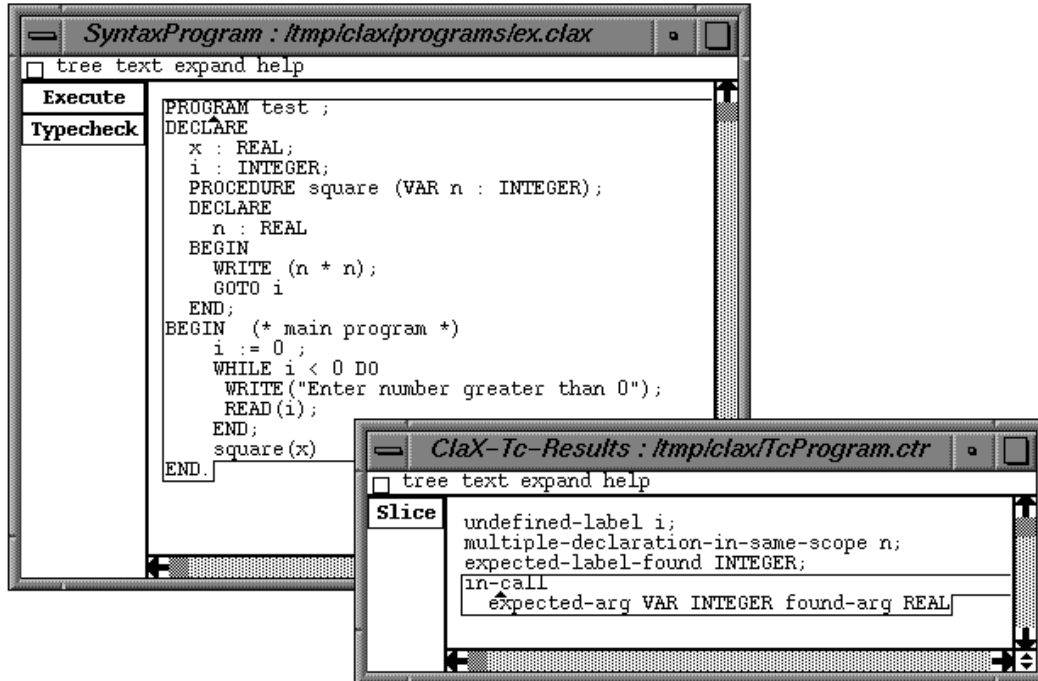 SyntaxProgram : /tmp/clax/programs/ex.clax
tree text expand help
Execute
Typecheck
PROGRAM test ;
DECLARE
x : REAL;
i : INTEGER;
PROCEDURE square (VAR n : INTEGER);
DECLARE
n : REAL
BEGIN
WRITE (n * n);
GOTO i
END;
BEGIN (* main program *)
i := 0 ;
WHILE i < 0 DO
WRITE("Enter number greater than 0");
READ(i);
END;
square(x)
END.
ClaX-Tc-Results : /tmp/clax/TcProgram.ctr
tree text expand help
Slice
undefined-label i;
multiple-declaration-in-same-scope n;
expected-label-found INTEGER;
in-call
expected-arg VAR INTEGER found-arg REAL